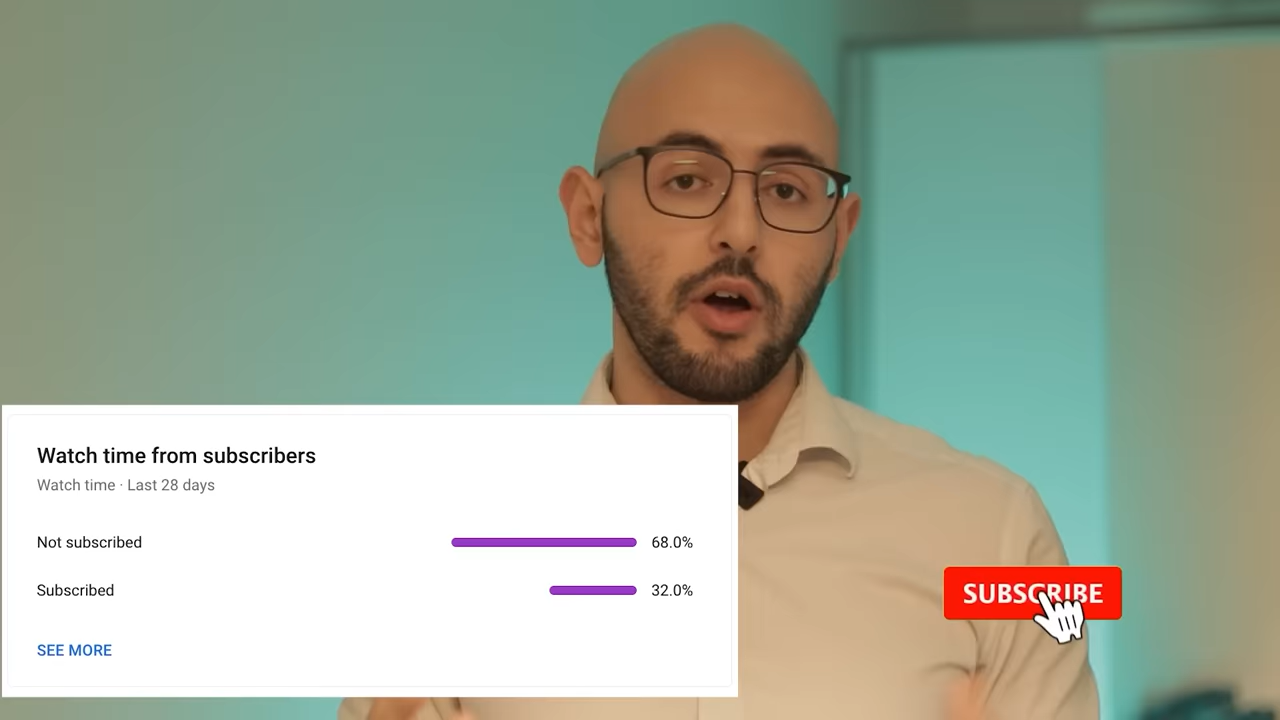 Watch time from subscribers
Watch time · Last 28 days
Not subscribed 68.0%
Subscribed 32.0%
SEE MORE
SUBSCRIBE